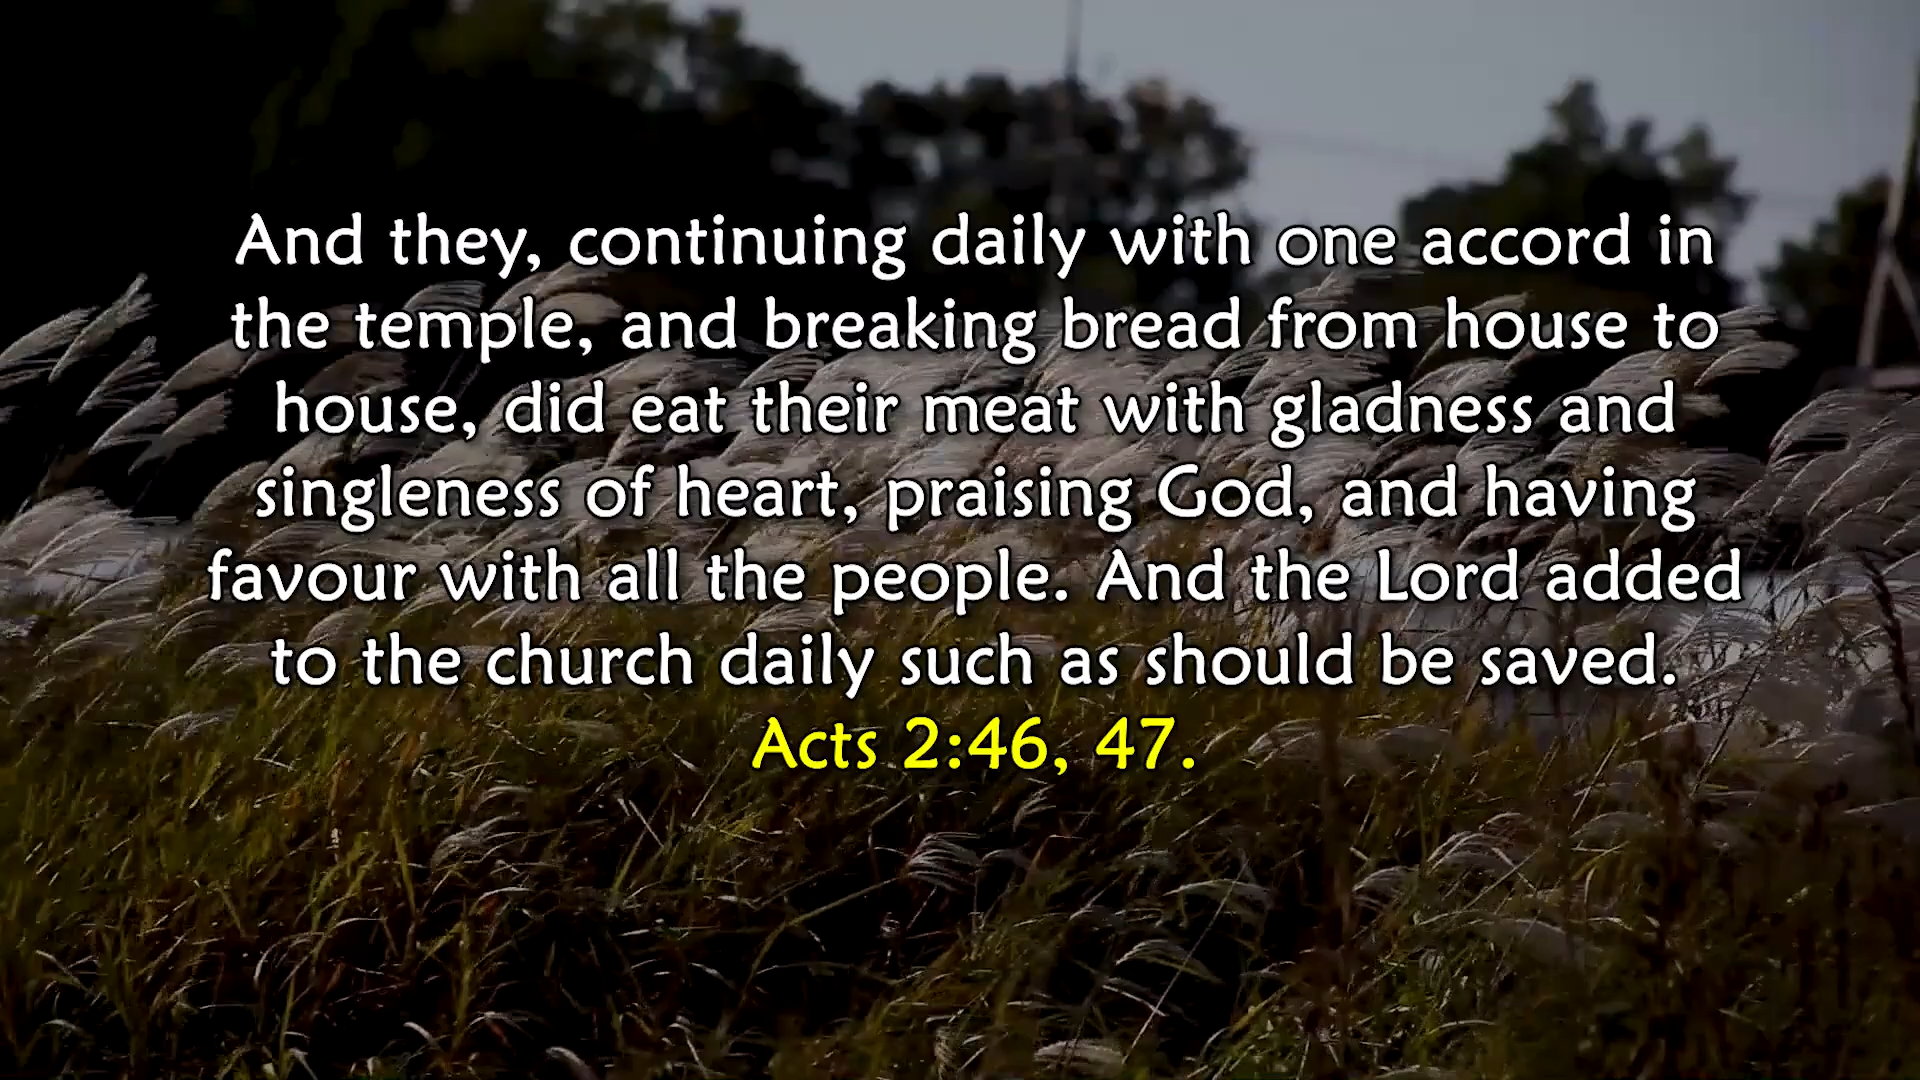 And they, continuing daily with one accord in
the temple, and breaking bread from house to
house, did eat their meat with gladness and
singleness of heart, praising God, and having
favour with all the people. And the Lord added
to the church daily such as should be saved.
Acts 2:46, 47.